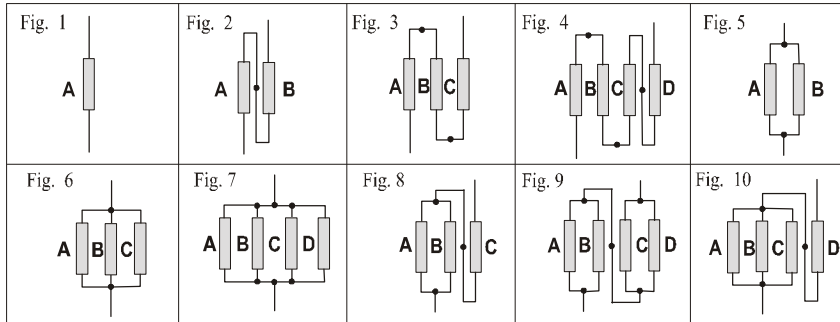 Fig. 1
A
Fig. 2
A
B
Fig. 3
A
B
C
Fig. 4
A
B
C
D
Fig. 5
A
B
Fig. 6
A
B
C
Fig. 7
A
B
C
D
Fig. 8
A
B
C
Fig. 9
A
B
C
D
Fig. 10
A
B
C
D